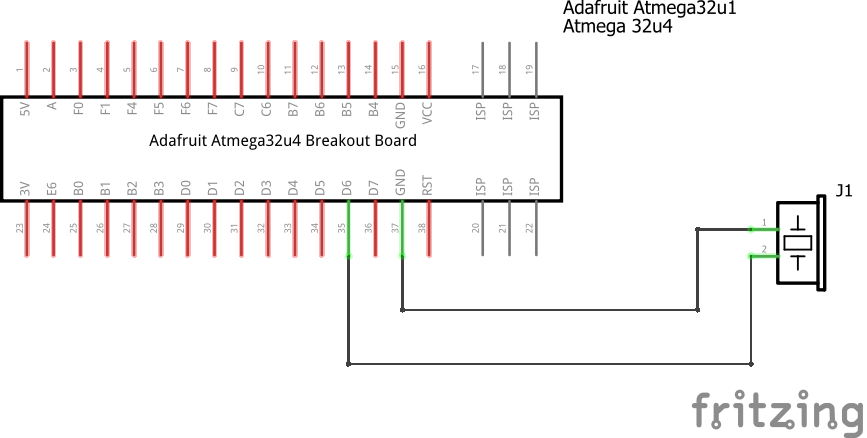 Adafruit Atmega32u1
Atmega 32u4
1 2 3 4 5 6 7 8 9 10 11 12 13 14 15 16 17 18 19
5V A F0 F1 F4 F5 F6 F7 C7 C6 B7 B6 B5 B4 GND VCC ISP ISP ISP
Adafruit Atmega32u4 Breakout Board
3V E6 B0 B1 B2 B3 D0 D1 D2 D3 D4 D5 D6 D7 GND RST ISP ISP ISP
23 24 25 26 27 28 29 30 31 32 33 34 35 36 37 38 20 21 22
J1
1
2
fritzing